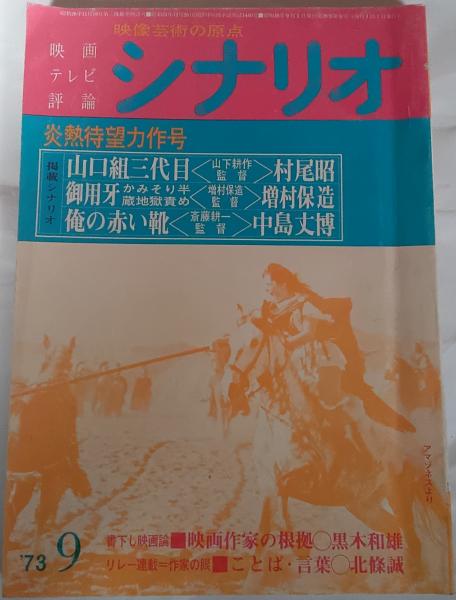 映像芸術の原点
映画
テレビ
評論
シナリオ
炎熱待望力作号
掲載シナリオ
山口組三代目<山下耕作監督>村尾昭
御用牙かみそり半蔵地獄責め<増村保造監督>増村保造
俺の赤い靴<斎藤耕一監督>中島丈博
アマゾネスより
'73 9
書下し映画論■映画作家の根拠○黒木和雄
リレー連載=作家の眼■ことば・言葉○北條誠